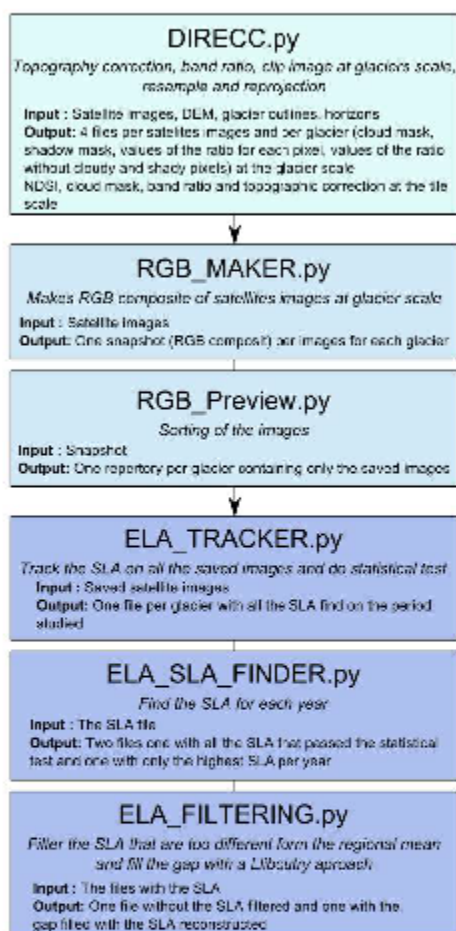 DIRECC.py
Topography correction, band ratio, clip image at glaciers scale,
resample and reprojection
Input : Satellite images, DEM, glacier outlines, horizons
Output: 4 files per satelites images and per glacier (cloud mask,
shadow mask, values of the ratio for each pixel, values of the ratio
without cloudy and shady pixels) at the glacier scale
NDSI, cloud mask, band ratio and topographic correction at the tile
scale
RGB_MAKER.py
Makes RGB composite of satellites images at glacier scale
Input : Satellite images
Output: One snapshot (RGB composit) per images for each glacier
RGB_Preview.py
Sorting of the images
Input : Snapshot
Output: One repertory per glacier containing only the saved images
ELA_TRACKER.py
Track the SLA on all the saved images and do statistical test
Input : Saved satellite images
Output: One file per glacier with all the SLA find on the period
studied
ELA_SLA_FINDER.py
Find the SLA for each year
Input : The SLA file
Output: Two files one with all the SLA that passed the statistical
test and one with only the highest SLA per year
ELA_FILTERING.py
Filter the SLA that are too different form the regional mean
and fill the gap with a Lliboutry aproach
Input : The files with the SLA
Output: One file without the SLA filtered and one with the
gap filled with the SLA reconstructed